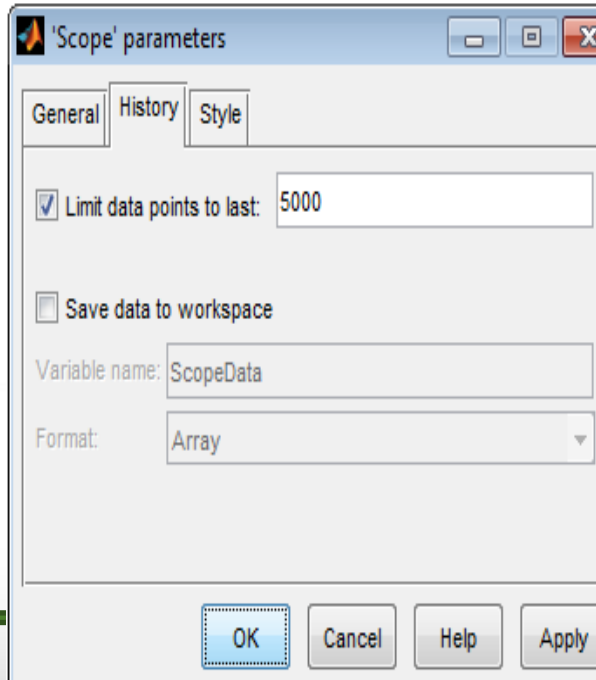 'Scope' parameters
General History Style
Limit data points to last: 5000
Save data to workspace
Variable name: ScopeData
Format: Array
OK Cancel Help Apply